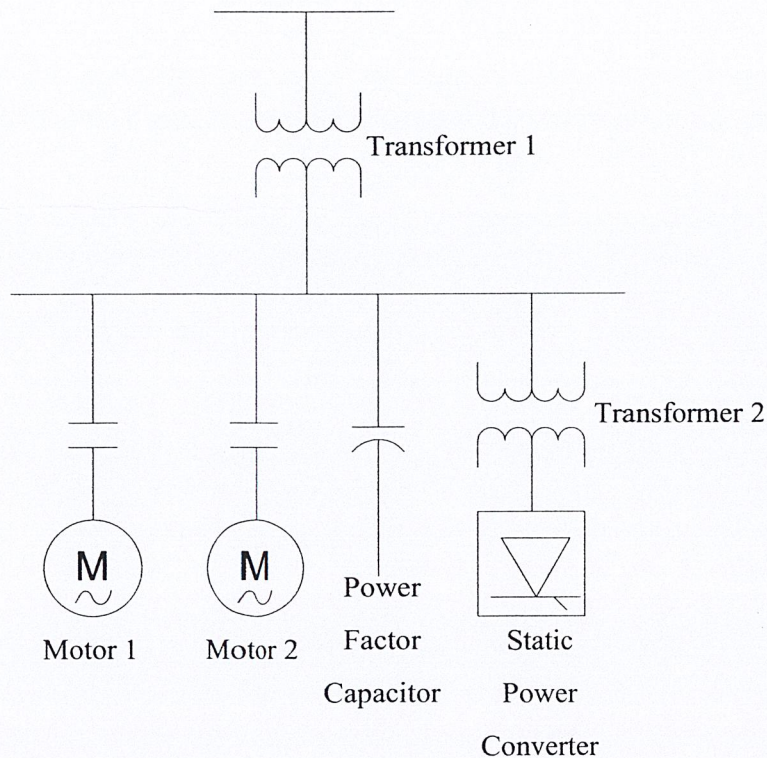 Transformer 1
Transformer 2
M
M
Motor 1
Motor 2
Power
Factor
Capacitor
Static
Power
Converter